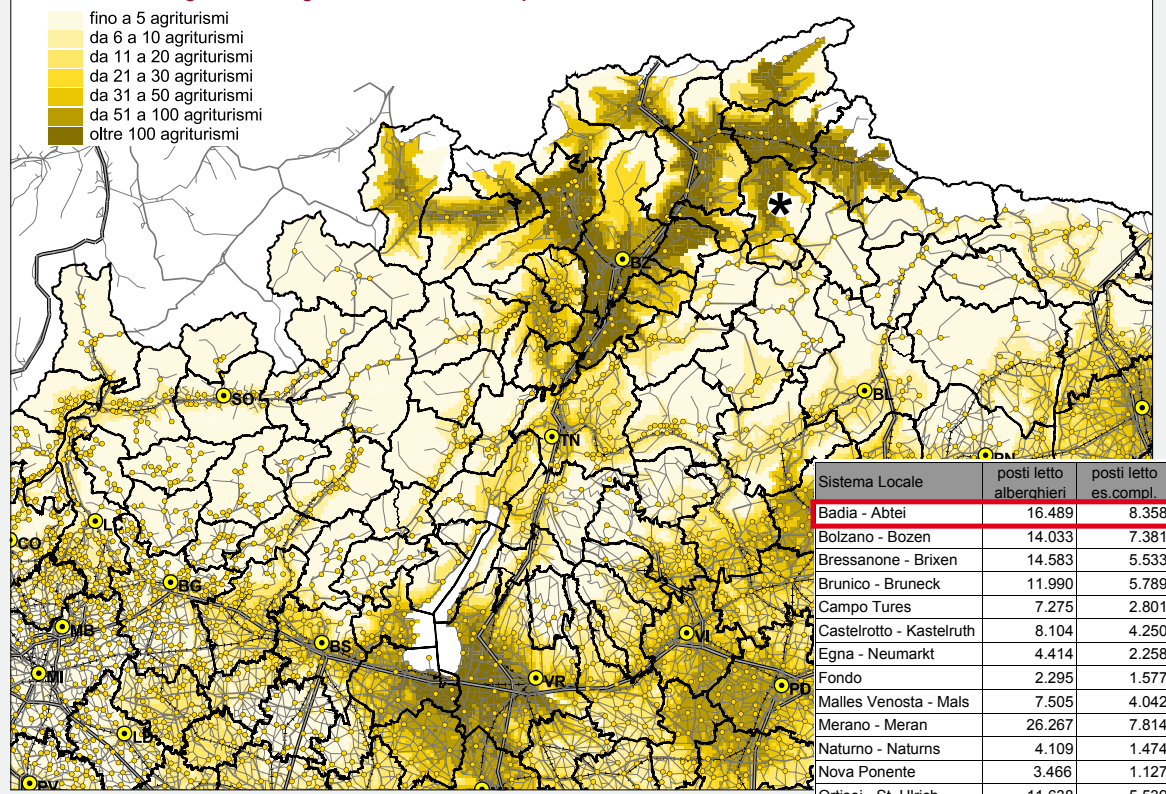 fino a 5 agriturismi
da 6 a 10 agriturismi
da 11 a 20 agriturismi
da 21 a 30 agriturismi
da 31 a 50 agriturismi
da 51 a 100 agriturismi
oltre 100 agriturismi
*
BZ
SO
BL
TN
PN
LC
CO
BG
MB
BS
VI
MI
VR
PD
LO
PV
Sistema Locale posti letto alberghieri posti letto es.compl.
Badia - Abtei 16.489 8.358
Bolzano - Bozen 14.033 7.381
Bressanone - Brixen 14.583 5.533
Brunico - Bruneck 11.990 5.789
Campo Tures 7.275 2.801
Castelrotto - Kastelruth 8.104 4.250
Egna - Neumarkt 4.414 2.258
Fondo 2.295 1.577
Malles Venosta - Mals 7.505 4.042
Merano - Meran 26.267 7.814
Naturno - Naturns 4.109 1.474
Nova Ponente 3.466 1.127